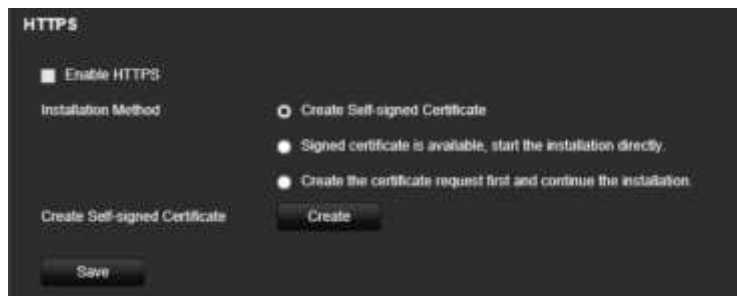 HTTPS
Enable HTTPS
Installation Method
Create Self-signed Certificate
Signed certificate is available, start the installation directly.
Create the certificate request first and continue the installation.
Create Self-signed Certificate
Create
Save